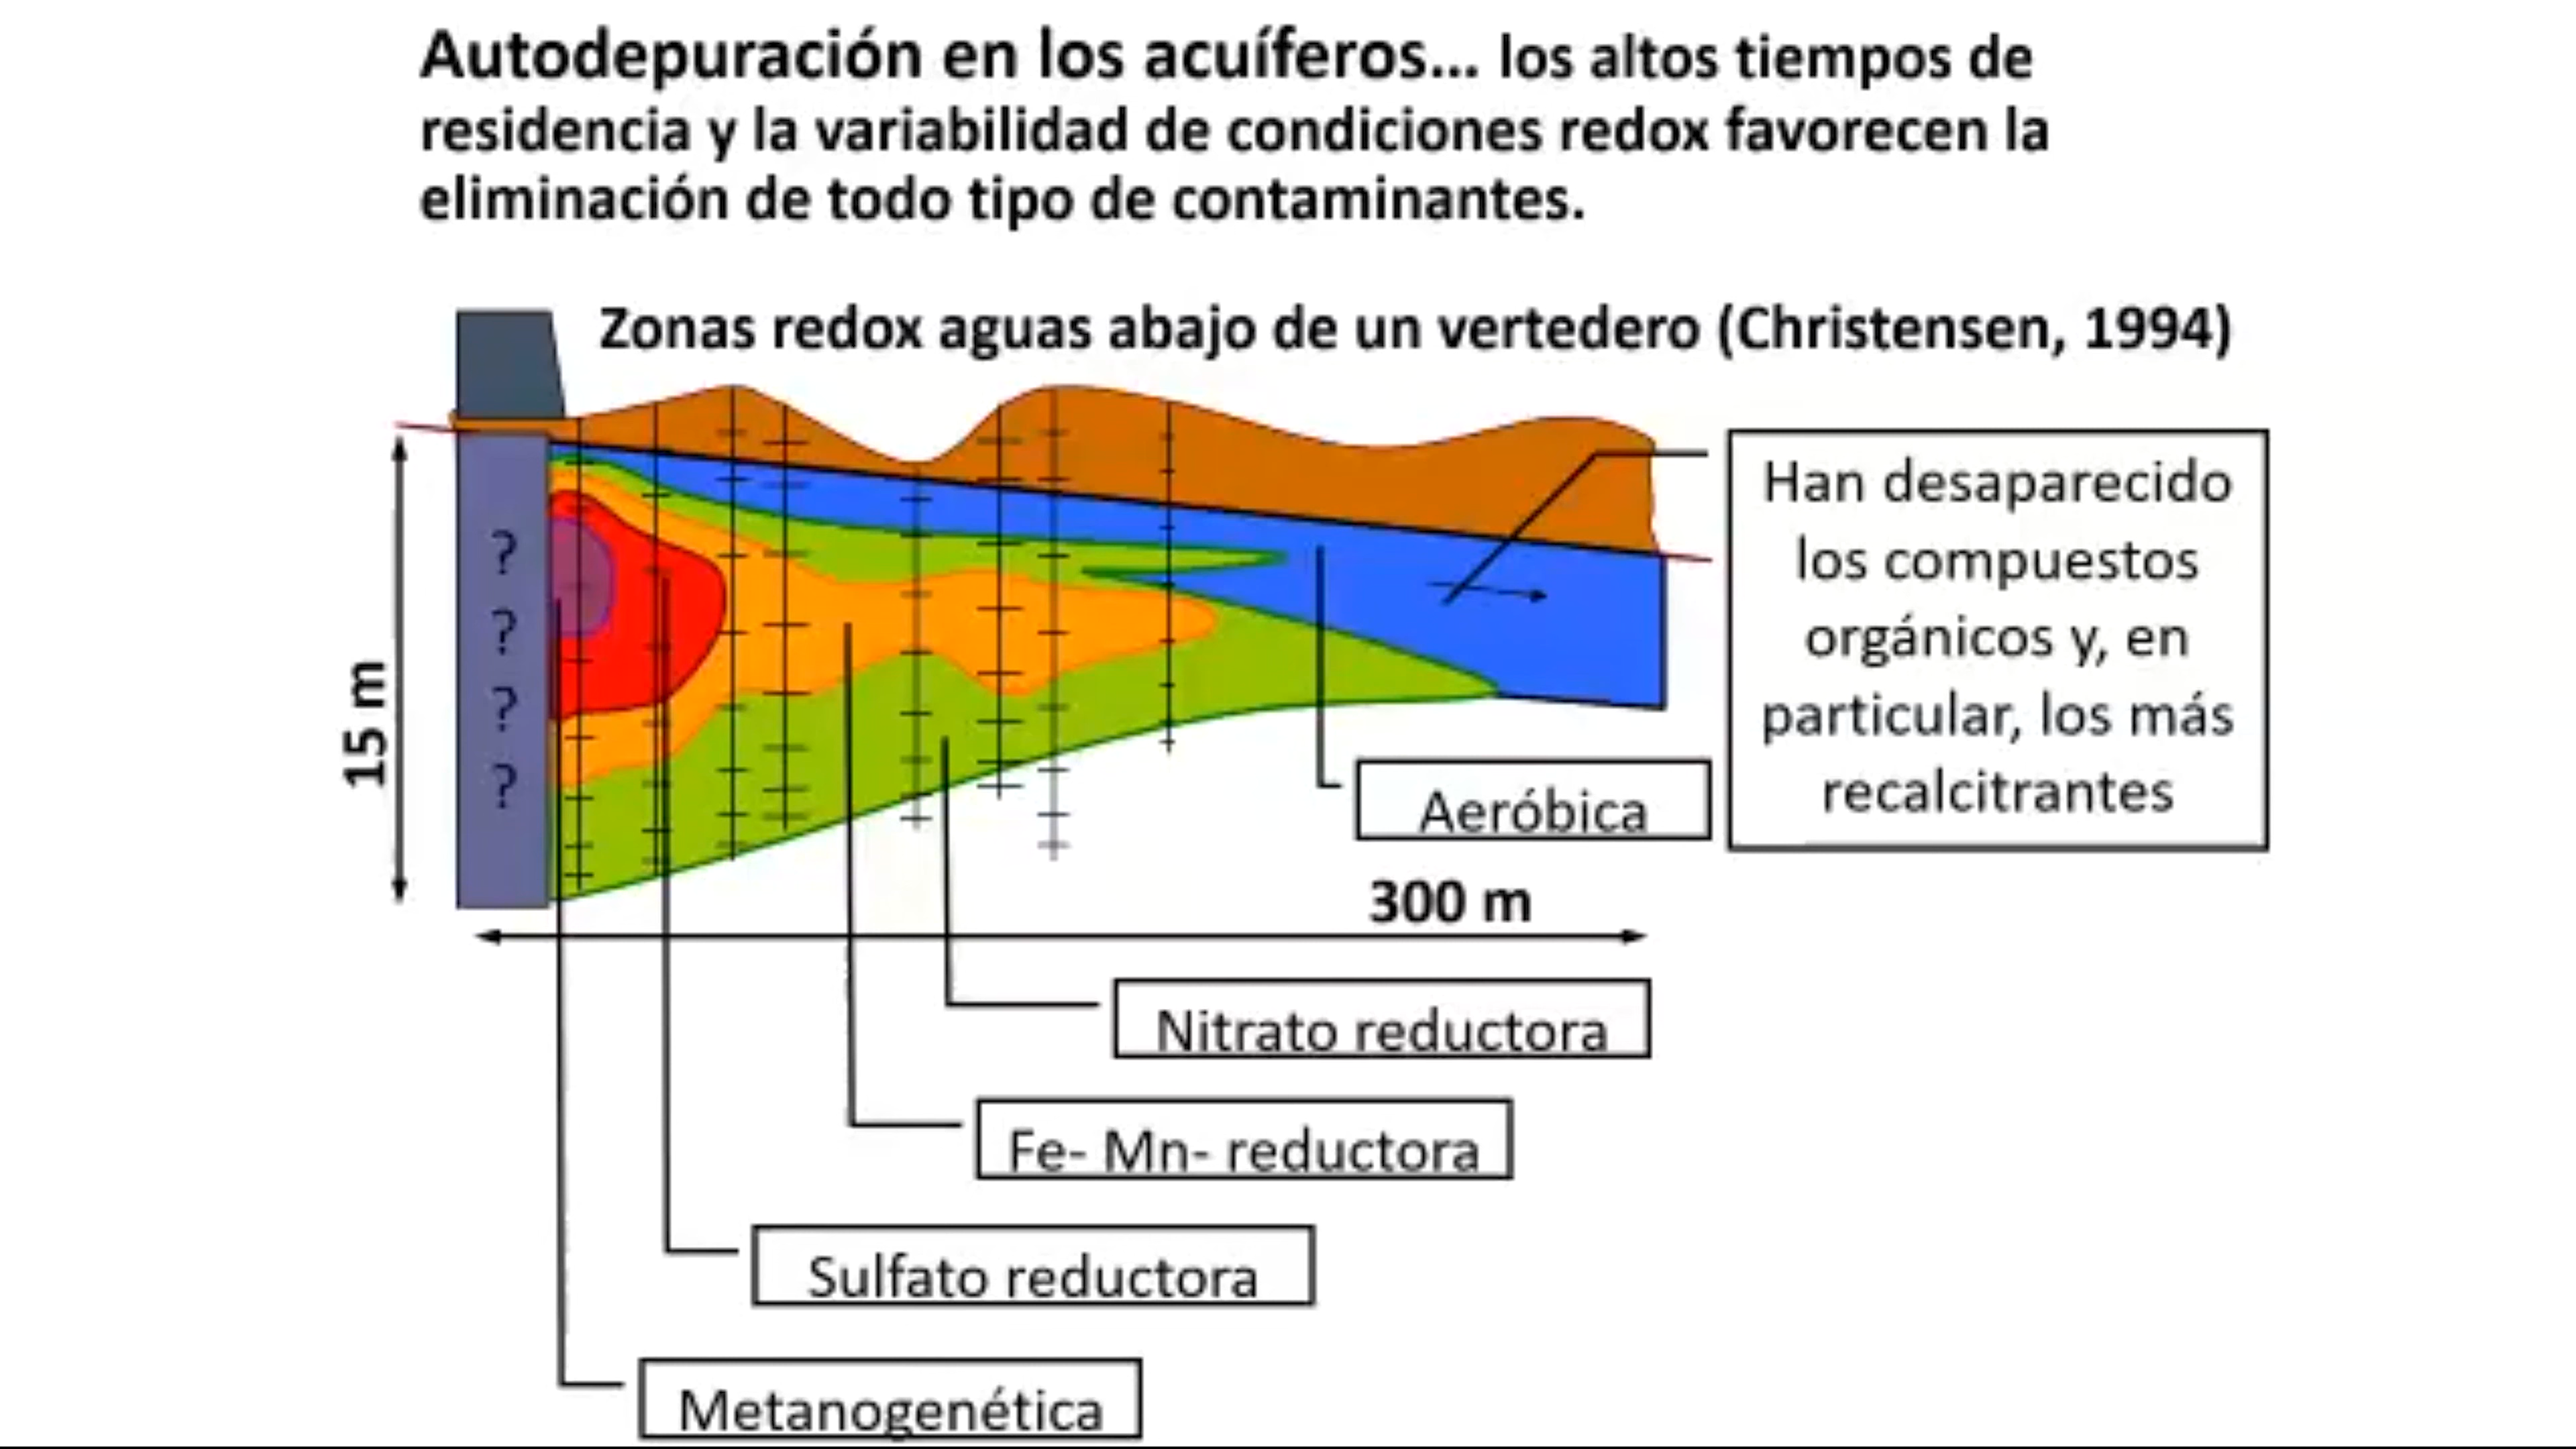 Autodepuración en los acuíferos... los altos tiempos de
residencia y la variabilidad de condiciones redox favorecen la
eliminación de todo tipo de contaminantes.
Zonas redox aguas abajo de un vertedero (Christensen, 1994)
?
?
?
?
15 m
Han desaparecido
los compuestos
orgánicos y, en
particular, los más
recalcitrantes
Aeróbica
300 m
Nitrato reductora
Fe- Mn- reductora
Sulfato reductora
Metanogenética